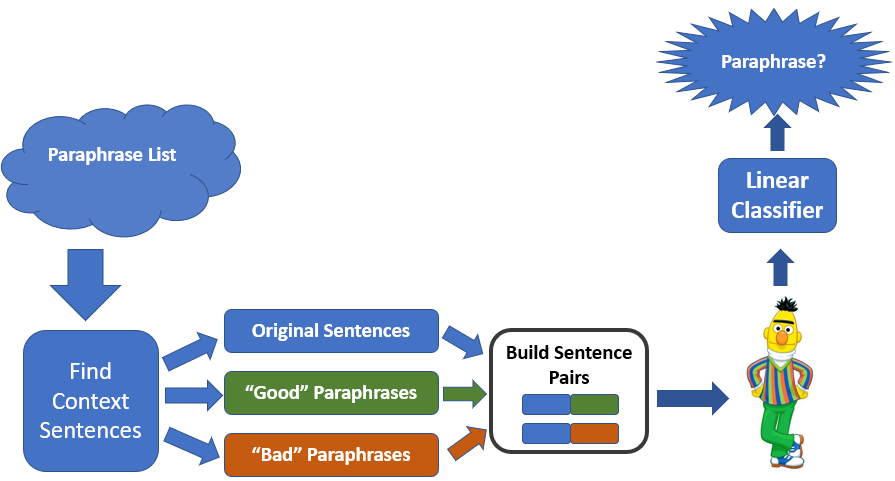 Paraphrase List
Find
Context
Sentences
Original Sentences
“Good” Paraphrases
“Bad” Paraphrases
Build Sentence
Pairs
Linear
Classifier
Paraphrase?